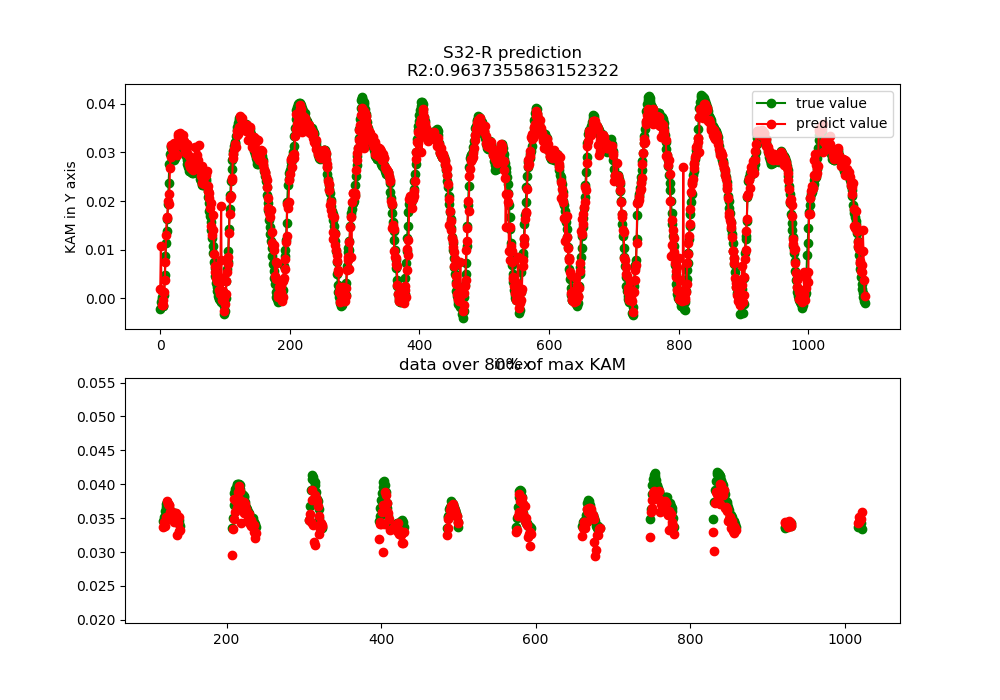 S32-R prediction
R2:0.9637355863152322
KAM in Y axis
0.04
0.03
0.02
0.01
0.00
true value
predict value
0 200 400 600 800 1000
index
data over 80% of max KAM
0.055
0.050
0.045
0.040
0.035
0.030
0.025
0.020
200 400 600 800 1000